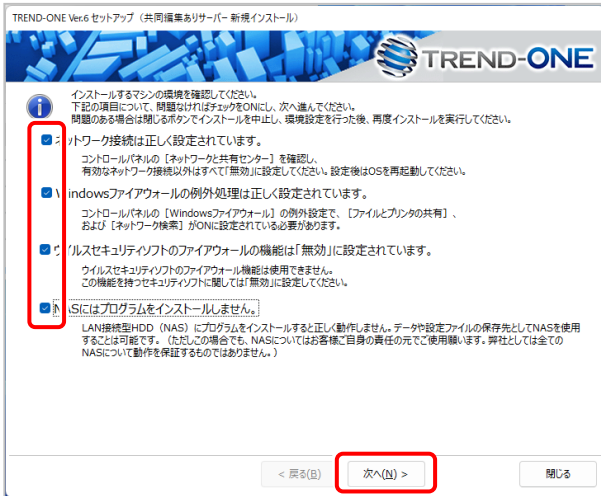 TREND-ONE Ver.6 セットアップ（共同編集ありサーバー 新規インストール）
TREND-ONE
インストールするマシンの環境を確認してください。
下記の項目について、問題なければチェックをONにし、次へ進んでください。
問題のある場合は閉じるボタンでインストールを中止し、環境設定を行った後、再度インストールを実行してください。
ネットワーク接続は正しく設定されています。
コントロールパネルの［ネットワークと共有センター］を確認し、
有効なネットワーク接続以外はすべて「無効」に設定してください。設定後はOSを再起動してください。
Windowsファイアウォールの例外処理は正しく設定されています。
コントロールパネルの［Windowsファイアウォール］の例外設定で、［ファイルとプリンタの共有］、
および［ネットワーク検索］がONに設定されている必要があります。
ウイルスセキュリティソフトのファイアウォールの機能は「無効」に設定されています。
ウイルスセキュリティソフトのファイアウォール機能は使用できません。
この機能を持つセキュリティソフトに関しては「無効」に設定してください。
NASにはプログラムをインストールしません。
LAN接続型HDD（NAS）にプログラムをインストールすると正しく動作しません。データや設定ファイルの保存先としてNASを使用
することは可能です。（ただしこの場合でも、NASについてはお客様ご自身の責任の元でご使用願います。弊社としては全ての
NASについて動作を保証するものではありません。）
< 戻る(B)
次へ(N) >
閉じる